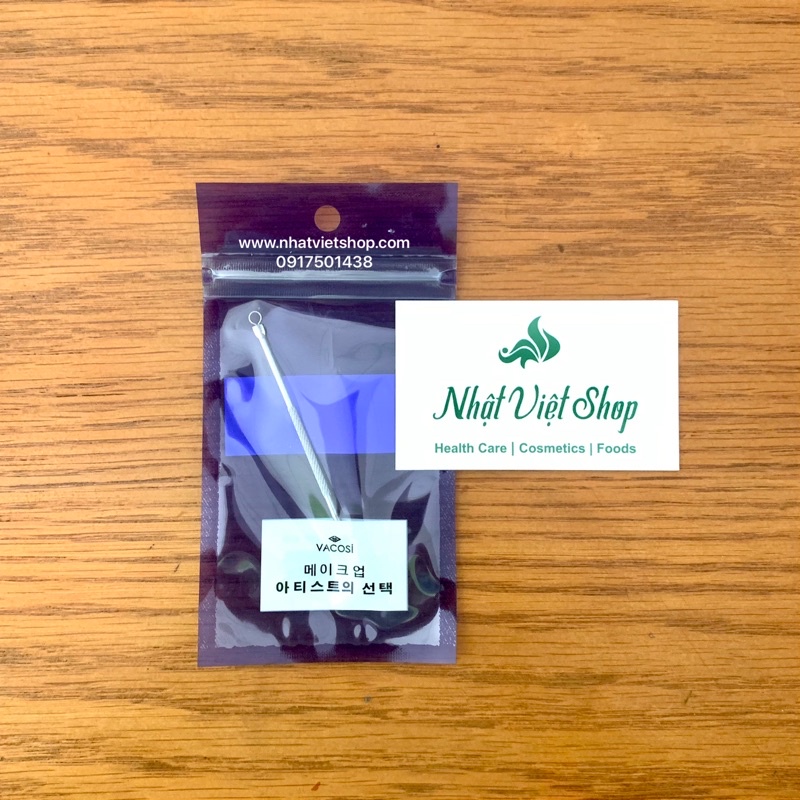 www.nhatvietshop.com
0917501438
Nhật Việt Shop
Health Care | Cosmetics | Foods
VACOSI
메이크업
아티스트의 선택